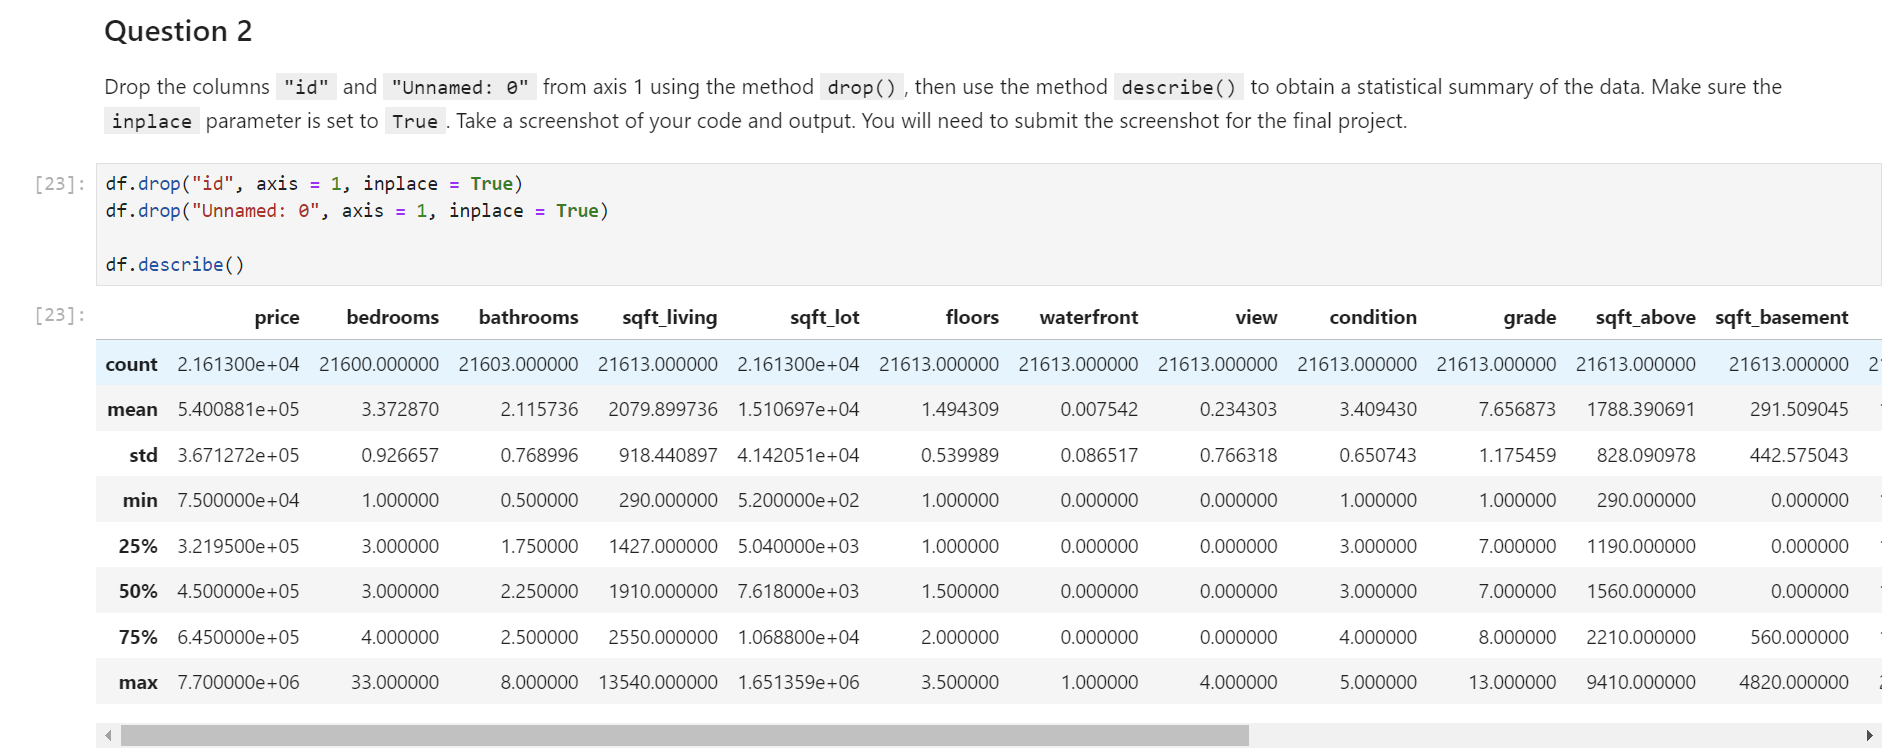 Question 2
Drop the columns "id" and "Unnamed: 0" from axis 1 using the method drop(), then use the method describe() to obtain a statistical summary of the data. Make sure the
inplace parameter is set to True. Take a screenshot of your code and output. You will need to submit the screenshot for the final project.
[23]: df.drop("id", axis = 1, inplace = True)
df.drop("Unnamed: 0", axis = 1, inplace = True)
df.describe()
[23]: price bedrooms bathrooms sqft_living sqft_lot floors waterfront view condition grade sqft_above sqft_basement
count 2.161300e+04 21600.000000 21603.000000 21613.000000 2.161300e+04 21613.000000 21613.000000 21613.000000 21613.000000 21613.000000 21613.000000 21613.000000
mean 5.400881e+05 3.372870 2.115736 2079.899736 1.510697e+04 1.494309 0.007542 0.234303 3.409430 7.656873 1788.390691 291.509045
std 3.671272e+05 0.926657 0.768996 918.440897 4.142051e+04 0.539989 0.086517 0.766318 0.650743 1.175459 828.090978 442.575043
min 7.500000e+04 1.000000 0.500000 290.000000 5.200000e+02 1.000000 0.000000 0.000000 1.000000 1.000000 290.000000 0.000000
25% 3.219500e+05 3.000000 1.750000 1427.000000 5.040000e+03 1.000000 0.000000 0.000000 3.000000 7.000000 1190.000000 0.000000
50% 4.500000e+05 3.000000 2.250000 1910.000000 7.618000e+03 1.500000 0.000000 0.000000 3.000000 7.000000 1560.000000 0.000000
75% 6.450000e+05 4.000000 2.500000 2550.000000 1.068800e+04 2.000000 0.000000 0.000000 4.000000 8.000000 2210.000000 560.000000
max 7.700000e+06 33.000000 8.000000 13540.000000 1.651359e+06 3.500000 1.000000 4.000000 5.000000 13.000000 9410.000000 4820.000000